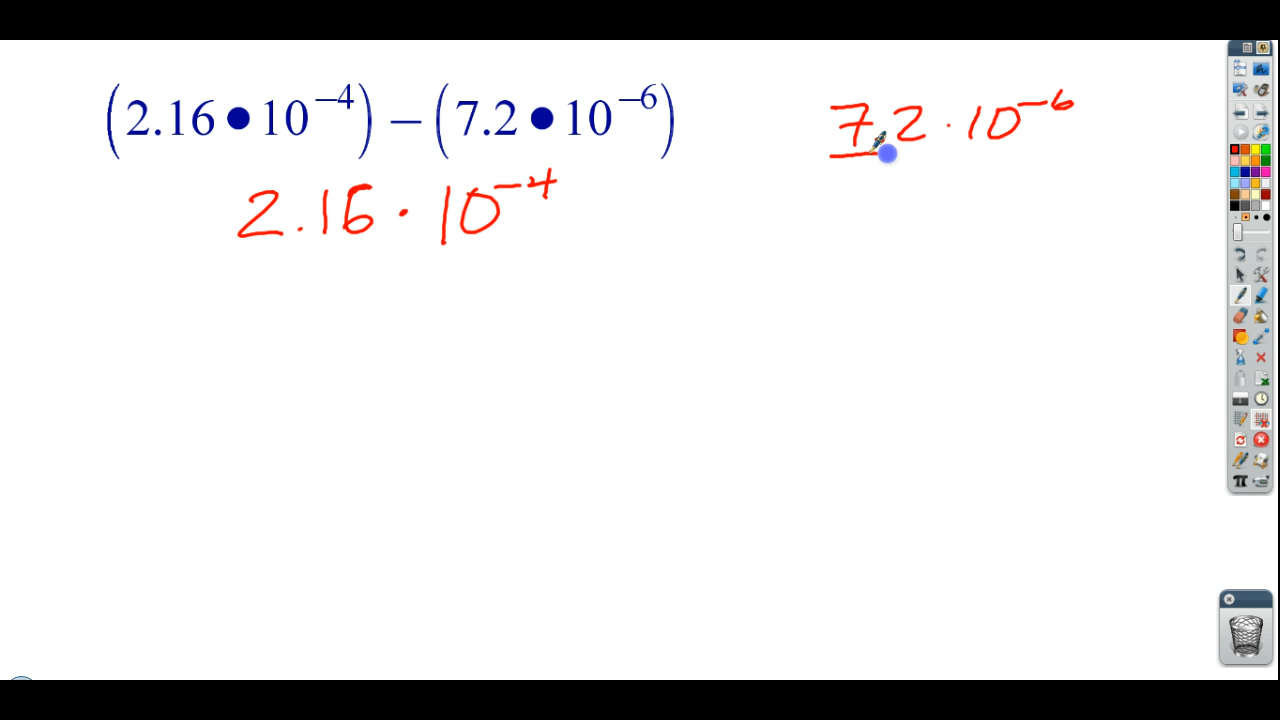 (2.16 • 10⁻⁴) − (7.2 • 10⁻⁶)
7.2 · 10⁻⁶
2.16 · 10⁻⁴